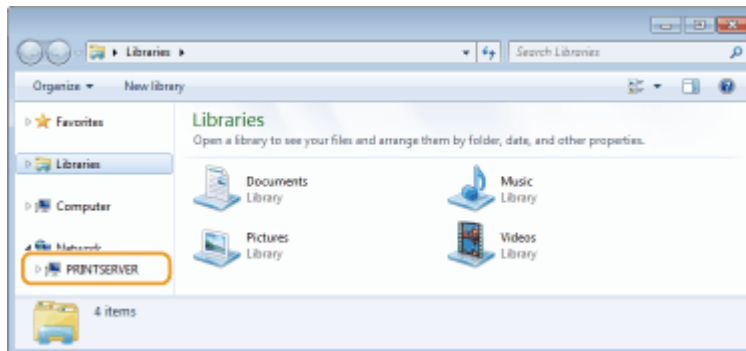 Libraries
Search Libraries
Organize
New library
Favorites
Libraries
Computer
Network
PRINTSERVER
Libraries
Open a library to see your files and arrange them by folder, date, and other properties.
Documents
Library
Music
Library
Pictures
Library
Videos
Library
4 items